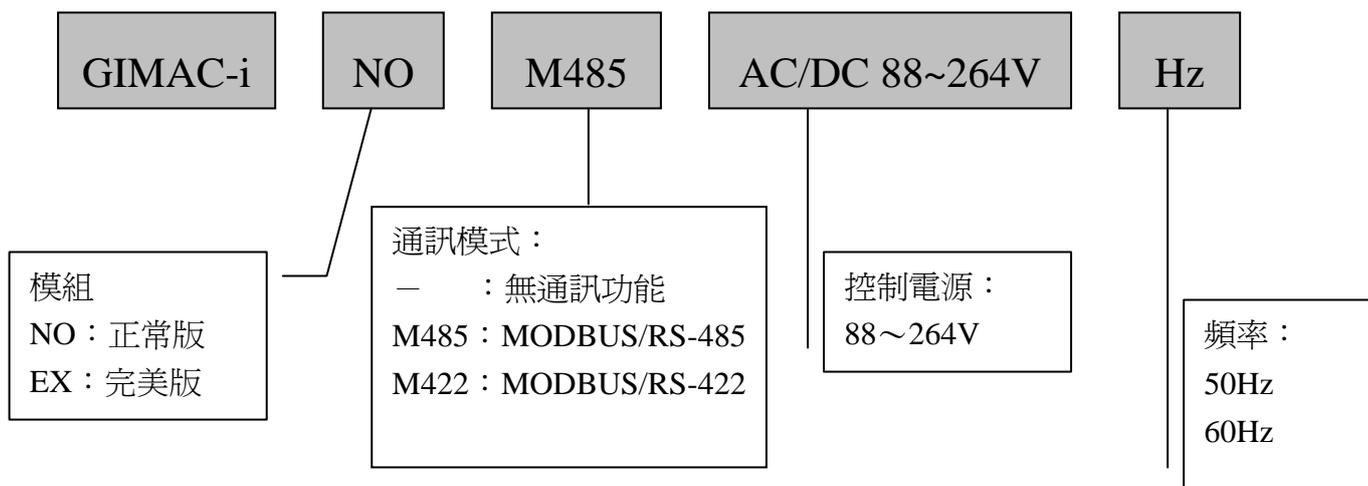 GIMAC-i
NO
M485
AC/DC 88~264V
Hz
模組
NO：正常版
EX：完美版
通訊模式：
－　：無通訊功能
M485：MODBUS/RS-485
M422：MODBUS/RS-422
控制電源：
88～264V
頻率：
50Hz
60Hz